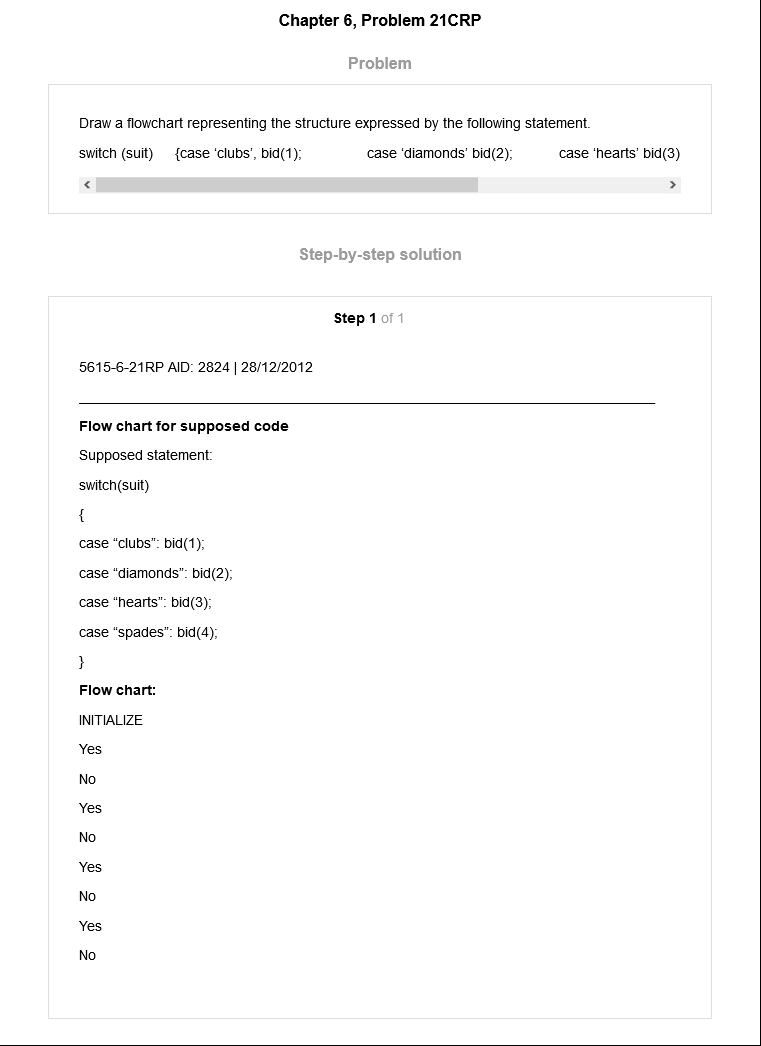 Chapter 6, Problem 21CRP
Problem
Draw a flowchart representing the structure expressed by the following statement.
switch (suit) {case ‘clubs’, bid(1); case ‘diamonds’ bid(2); case ‘hearts’ bid(3)
Step-by-step solution
Step 1 of 1
5615-6-21RP AID: 2824 | 28/12/2012
Flow chart for supposed code
Supposed statement:
switch(suit)
{
case “clubs”: bid(1);
case “diamonds”: bid(2);
case “hearts”: bid(3);
case “spades”: bid(4);
}
Flow chart:
INITIALIZE
Yes
No
Yes
No
Yes
No
Yes
No